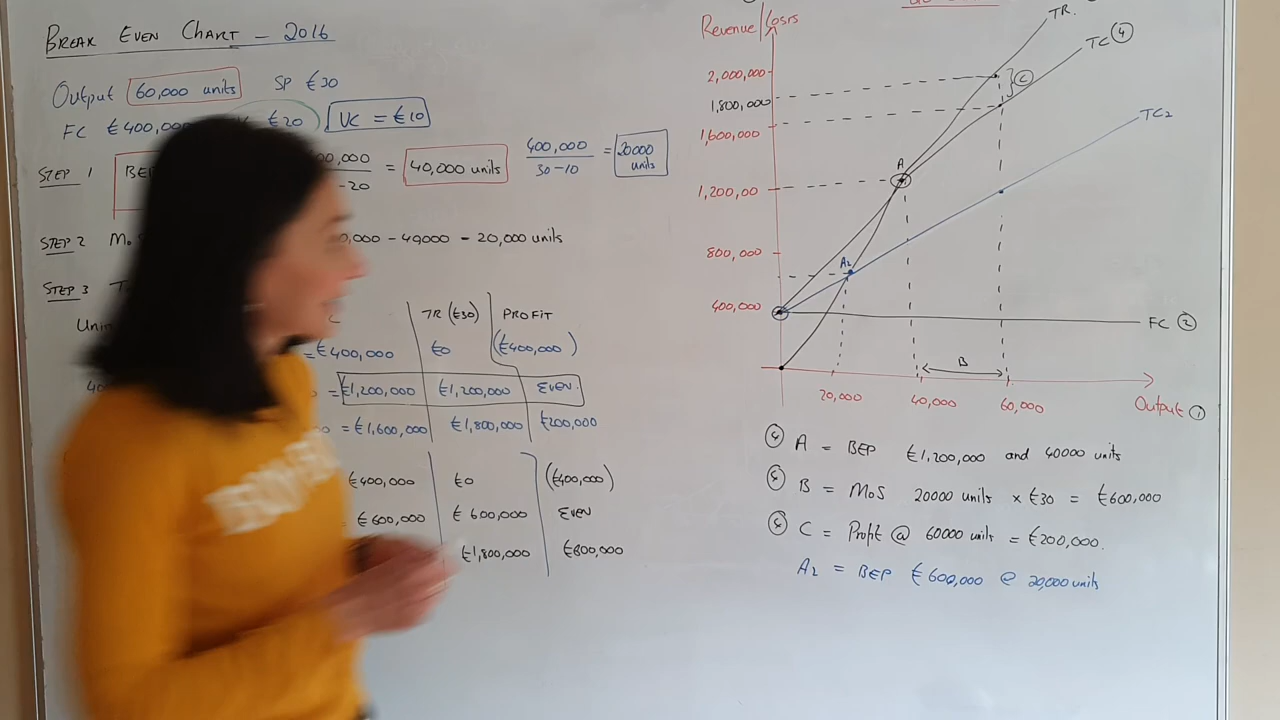 BREAK EVEN CHART - 2016
Output 60,000 units SP €30
FC €400,000 €20 VC = €10
STEP 1 BEP = 40,000 units
-20
400,000
30-10
= 20000 units
STEP 2 - 40000 - 20,000 units
STEP 3
TR (€30) PROFIT
= €400,000 €0 (€400,000)
= €1,200,000 €1,200,000 EVEN.
= €1,600,000 €1,800,000 €200,000
€400,000 €0 (€400,000)
= €600,000 €600,000 EVEN
€1,800,000 €800,000
Revenue/Costs
2,000,000
1,800,000
1,600,000
1,200,00
800,000
400,000
TR.
TC 4
C
TC2
A
A2
FC 2
B
20,000 40,000 60,000 Output 1
A = BEP €1,200,000 and 40000 units
B = MoS 20000 units x €30 = €600,000
C = Profit @ 60000 units = €200,000.
A2 = BEP €600,000 @ 20,000 units